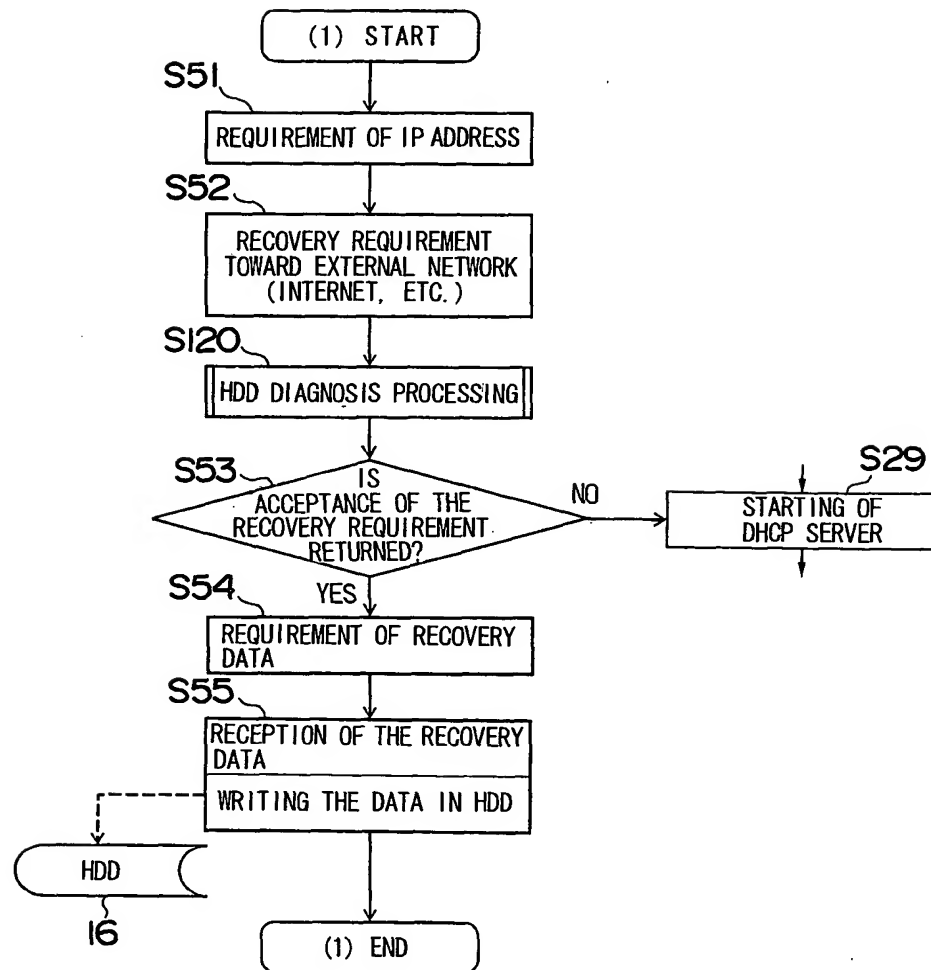 (1) START
S51
REQUIREMENT OF IP ADDRESS
S52
RECOVERY REQUIREMENT
TOWARD EXTERNAL NETWORK
(INTERNET, ETC.)
S120
HDD DIAGNOSIS PROCESSING
S53
IS
ACCEPTANCE OF THE
RECOVERY REQUIREMENT
RETURNED?
NO
S29
STARTING OF
DHCP SERVER
YES
S54
REQUIREMENT OF RECOVERY
DATA
S55
RECEPTION OF THE RECOVERY
DATA
WRITING THE DATA IN HDD
HDD
16
(1) END